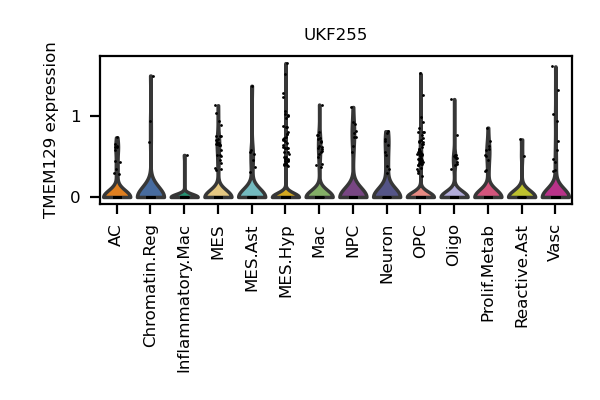 UKF255
TMEM129 expression
1
0
AC
Chromatin.Reg
Inflammatory.Mac
MES
MES.Ast
MES.Hyp
Mac
NPC
Neuron
OPC
Oligo
Prolif.Metab
Reactive.Ast
Vasc